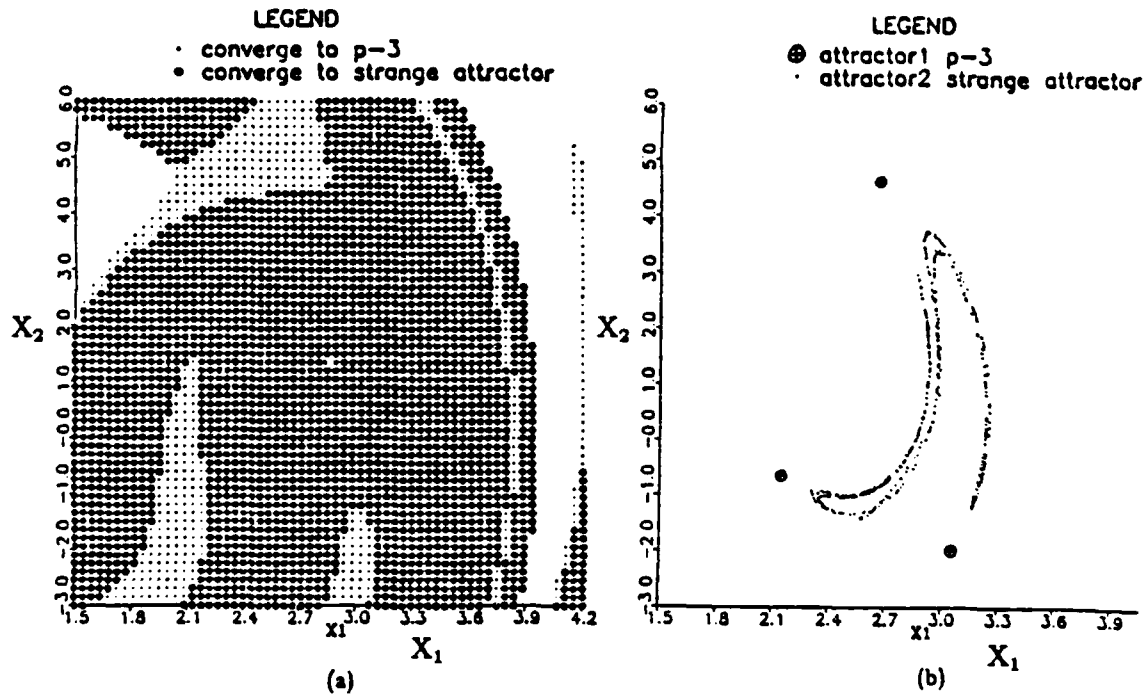 LEGEND
· converge to p-3
● converge to strange attractor
6.0
5.0
4.0
3.0
2.0
1.0
-0.0
-1.0
-2.0
-3.0
X₂
1.5 1.8 2.1 2.4 2.7 3.0 3.3 3.6 3.9 4.2
x1
X₁
(a)
LEGEND
⊕ attractor1 p-3
· attractor2 strange attractor
6.0
5.0
4.0
3.0
2.0
1.0
-0.0
-1.0
-2.0
-3.0
X₂
1.5 1.8 2.1 2.4 2.7 3.0 3.3 3.6 3.9
x1
X₁
(b)